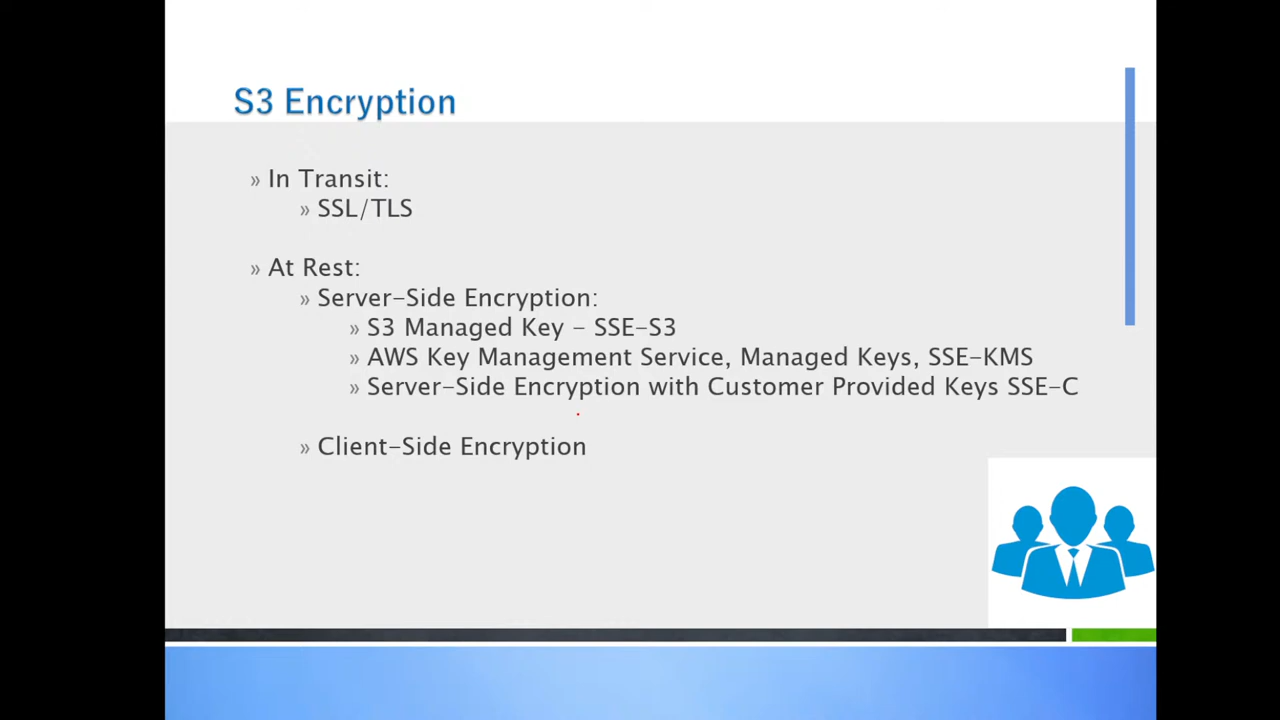 S3 Encryption
» In Transit:
» SSL/TLS
» At Rest:
» Server-Side Encryption:
» S3 Managed Key - SSE-S3
» AWS Key Management Service, Managed Keys, SSE-KMS
» Server-Side Encryption with Customer Provided Keys SSE-C
» Client-Side Encryption